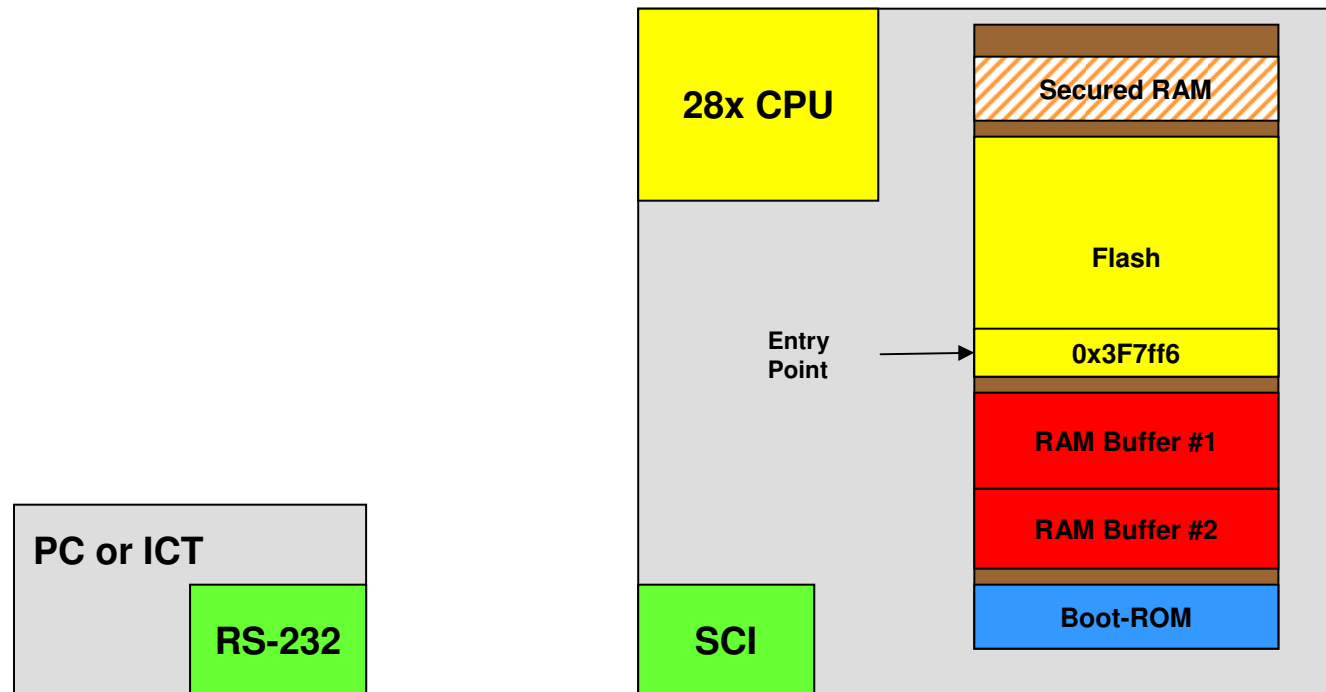 28x CPU
Secured RAM
Flash
Entry
Point
0x3F7ff6
RAM Buffer #1
RAM Buffer #2
PC or ICT
Boot-ROM
RS-232
SCI